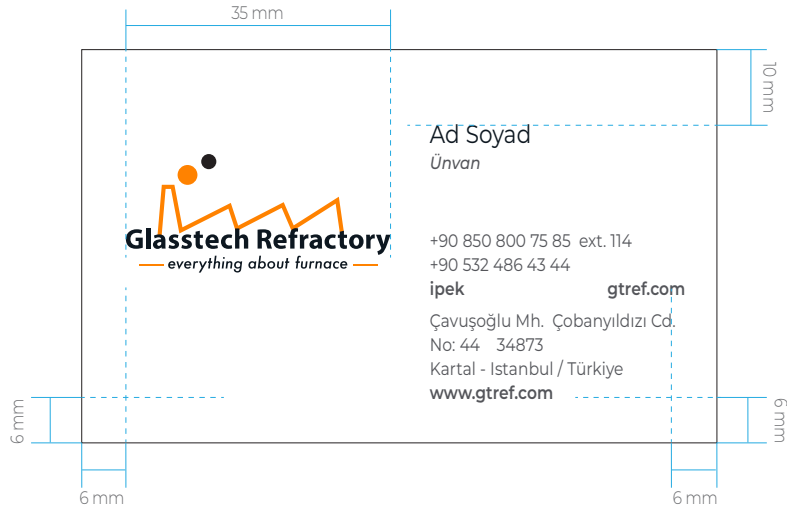 35 mm
10 mm
Ad Soyad
Ünvan
Glasstech Refractory
everything about furnace
+90 850 800 75 85 ext. 114
+90 532 486 43 44
ipek gtref.com
Çavuşoğlu Mh. Çobanyıldızı Cd.
No: 44 34873
Kartal - Istanbul / Türkiye
www.gtref.com
6 mm
6 mm
6 mm
6 mm